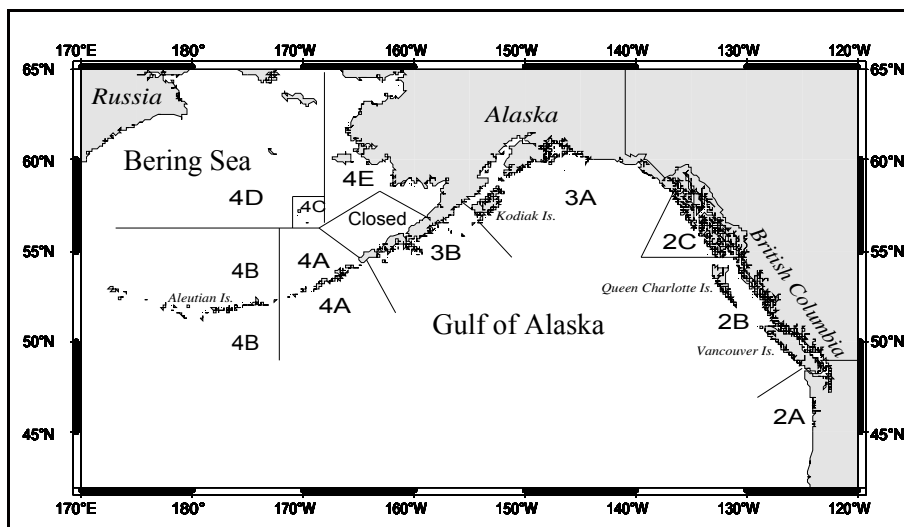 170°E 180° 170°W 160°W 150°W 140°W 130°W 120°W
65°N 65°N
Russia
Alaska
Bering Sea
60°N 60°N
4E
3A
4D
4C
Closed
Kodiak Is.
55°N 55°N
3B
2C
4B
4A
British Columbia
Aleutian Is.
4A
Queen Charlotte Is.
2B
Gulf of Alaska
50°N 50°N
4B
Vancouver Is.
2A
45°N 45°N
170°E 180° 170°W 160°W 150°W 140°W 130°W 120°W